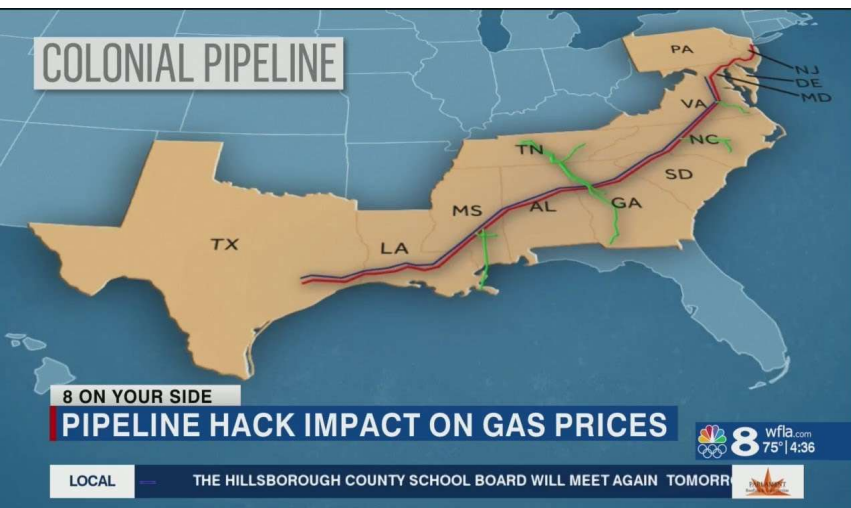 COLONIAL PIPELINE
PA
NJ
DE
MD
VA
TN
NC
SD
MS
AL
GA
TX
LA
8 ON YOUR SIDE
PIPELINE HACK IMPACT ON GAS PRICES
8 wfla.com
75° | 4:36
LOCAL
THE HILLSBOROUGH COUNTY SCHOOL BOARD WILL MEET AGAIN TOMORR